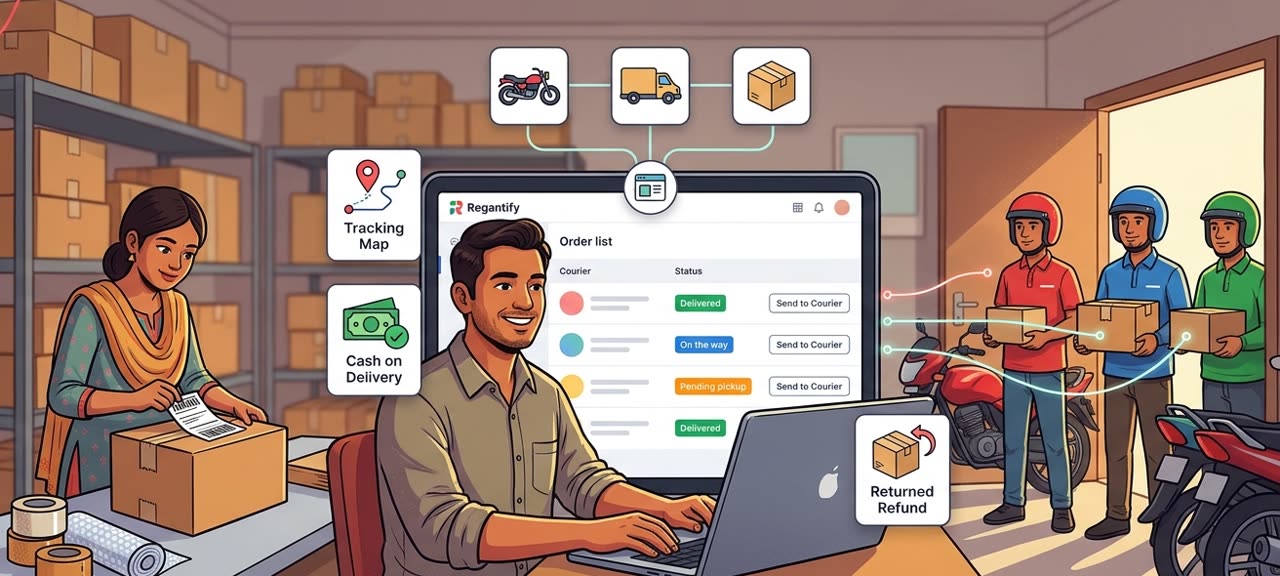 Regantify
Order list
Courier
Status
Delivered
Send to Courier
On the way
Send to Courier
Pending pickup
Send to Courier
Delivered
Tracking
Map
Cash on
Delivery
Returned
Refund